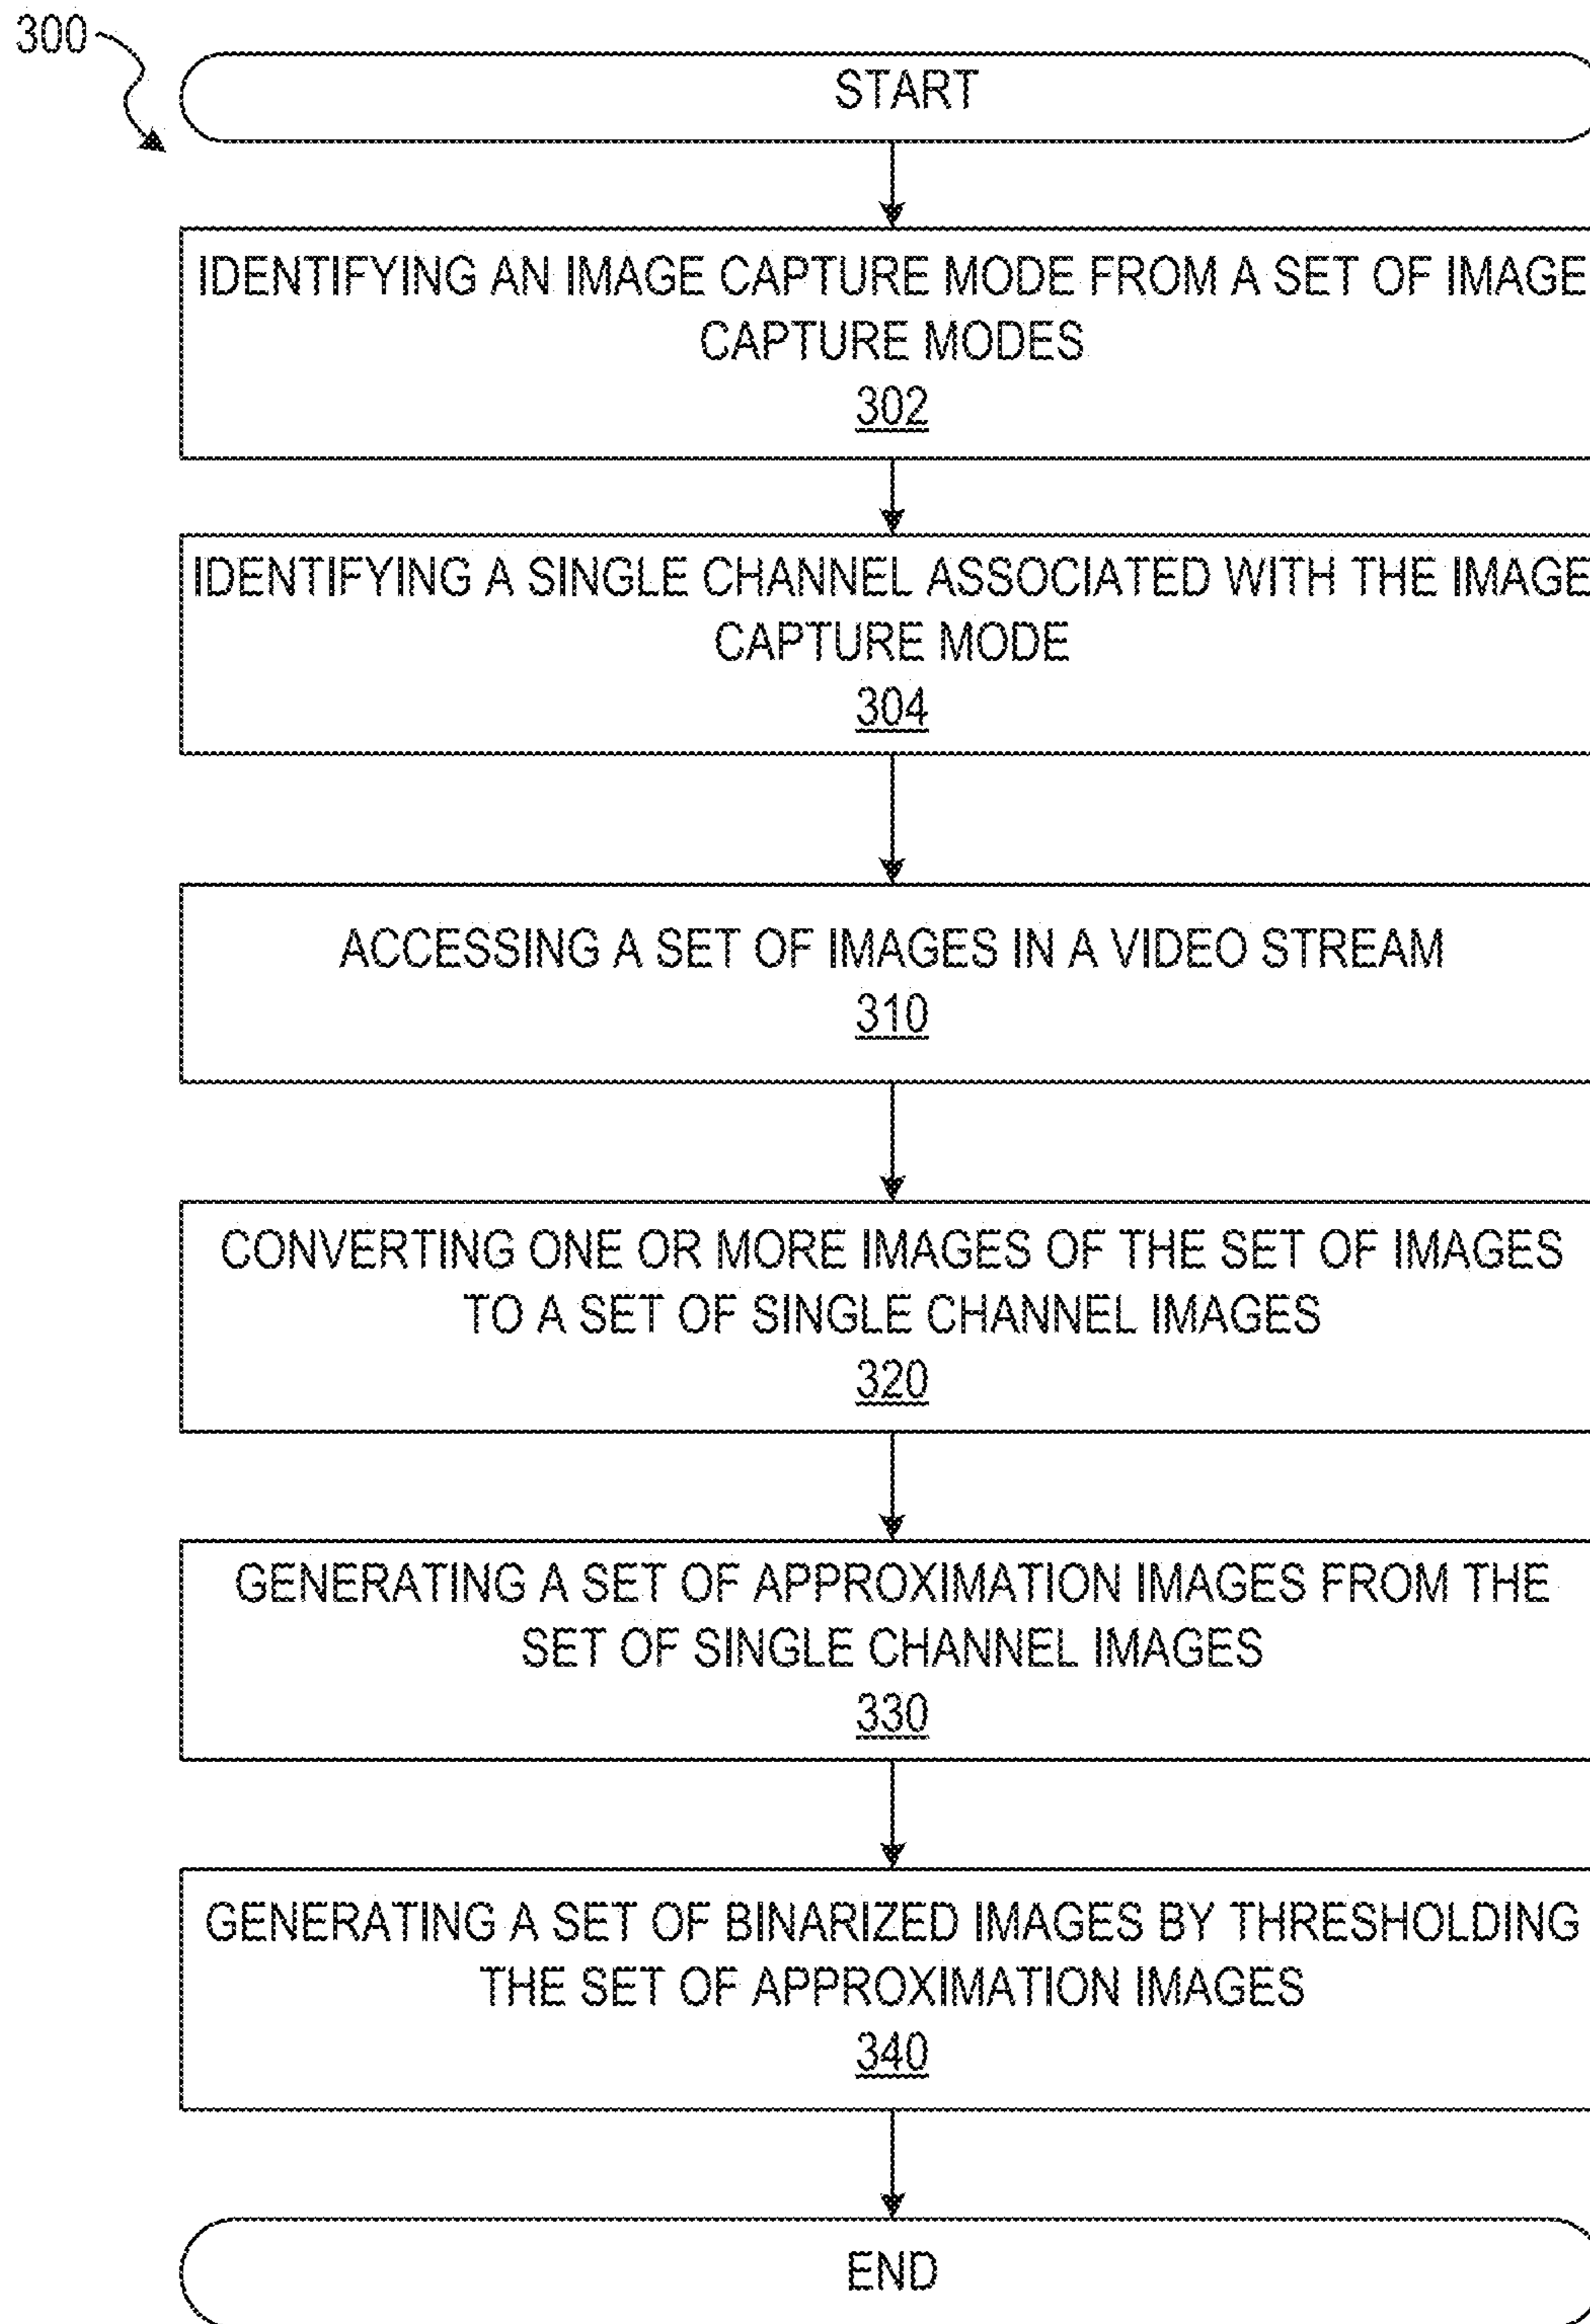 300
START
IDENTIFYING AN IMAGE CAPTURE MODE FROM A SET OF IMAGE
CAPTURE MODES
302
IDENTIFYING A SINGLE CHANNEL ASSOCIATED WITH THE IMAGE
CAPTURE MODE
304
ACCESSING A SET OF IMAGES IN A VIDEO STREAM
310
CONVERTING ONE OR MORE IMAGES OF THE SET OF IMAGES
TO A SET OF SINGLE CHANNEL IMAGES
320
GENERATING A SET OF APPROXIMATION IMAGES FROM THE
SET OF SINGLE CHANNEL IMAGES
330
GENERATING A SET OF BINARIZED IMAGES BY THRESHOLDING
THE SET OF APPROXIMATION IMAGES
340
END